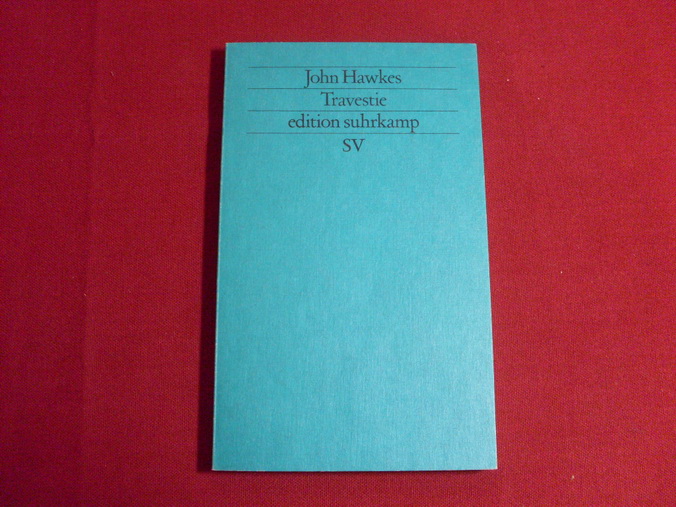 John Hawkes
Travestie
edition suhrkamp
SV